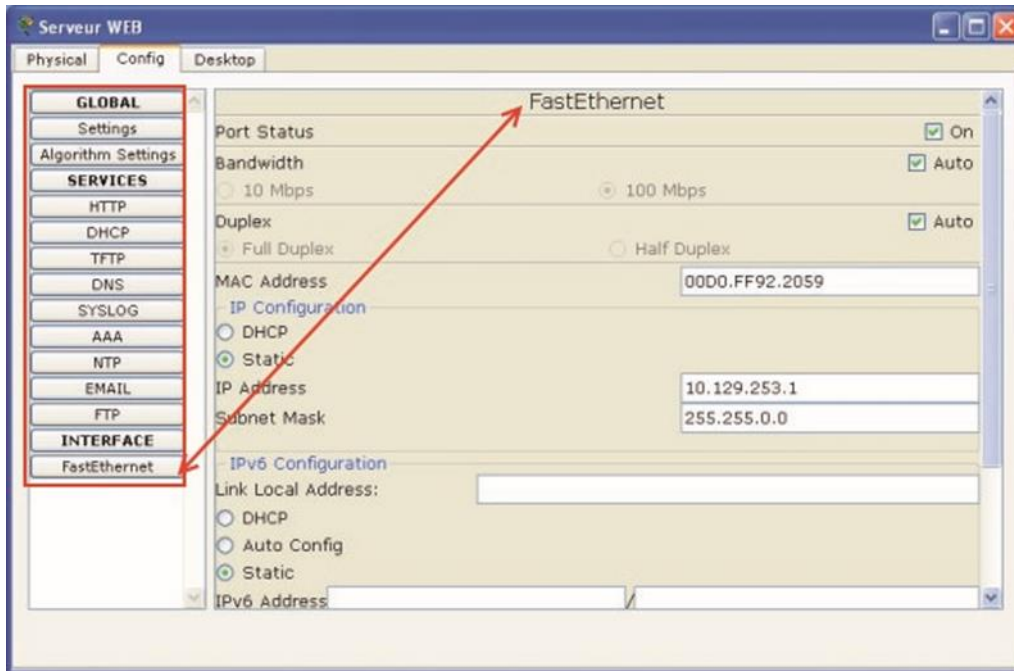 Serveur WEB
Physical Config Desktop
GLOBAL
Settings
Algorithm Settings
SERVICES
HTTP
DHCP
TFTP
DNS
SYSLOG
AAA
NTP
EMAIL
FTP
INTERFACE
FastEthernet
FastEthernet
Port Status On
Bandwidth Auto
10 Mbps 100 Mbps
Duplex Auto
Full Duplex Half Duplex
MAC Address 00D0.FF92.2059
IP Configuration
DHCP
Static
IP Address 10.129.253.1
Subnet Mask 255.255.0.0
IPv6 Configuration
Link Local Address:
DHCP
Auto Config
Static
IPv6 Address /